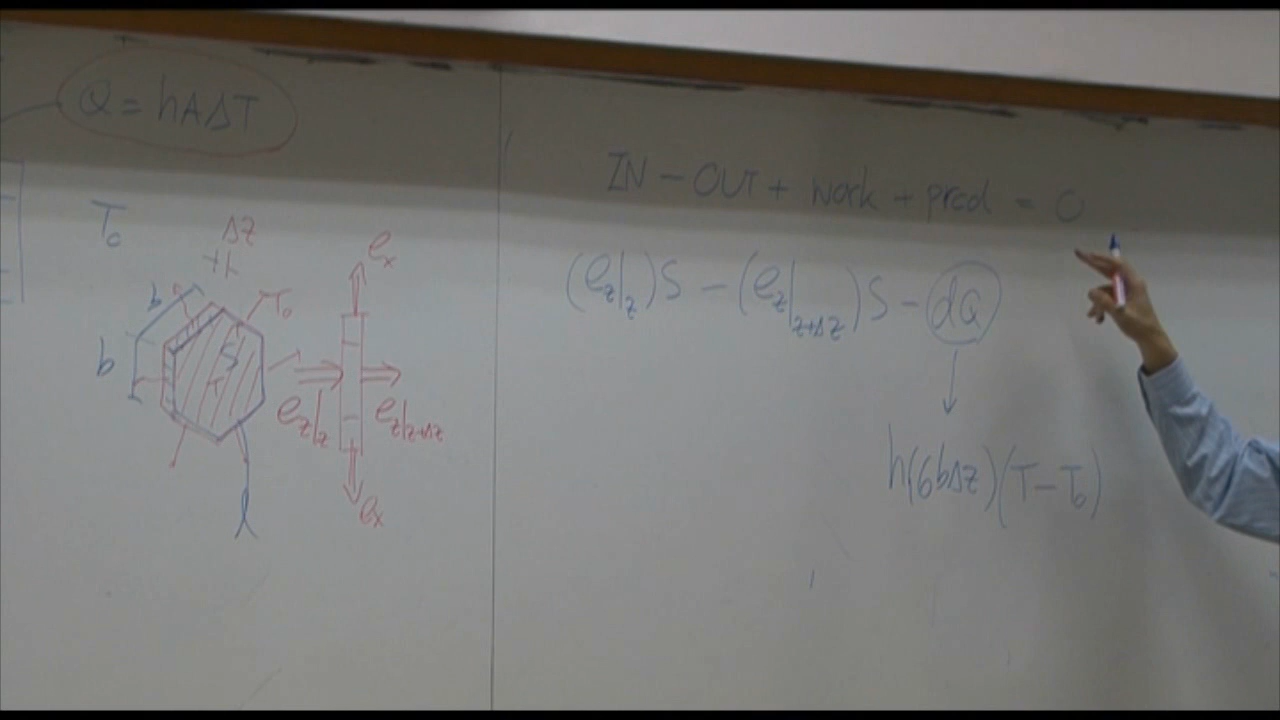 Q = hAΔT
T₀
Δz
b
b
S
T₀
eₓ
e_z|_z
e_z|_{z+Δz}
eₓ
IN - OUT + work + prod = 0
(e_z|_z)S - (e_z|_{z+Δz})S - dQ
h(6bΔz)(T-T₀)